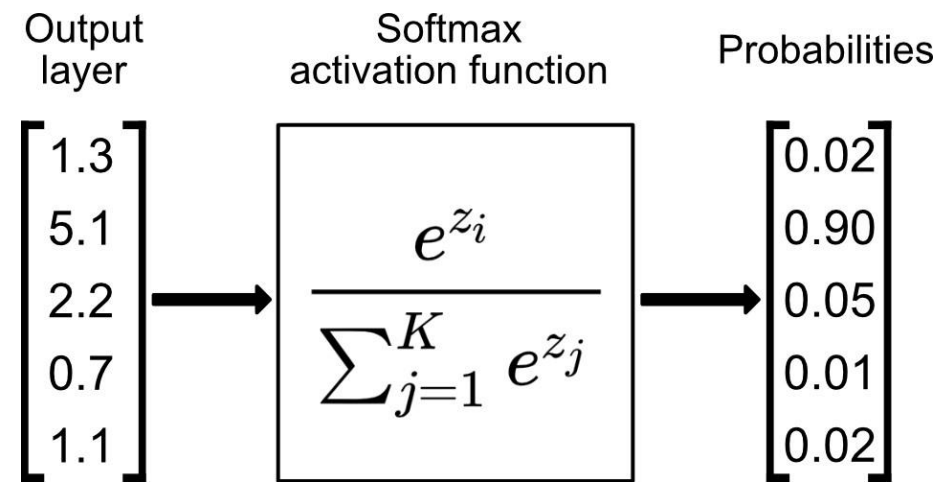 Output
layer
Softmax
activation function
Probabilities
1.3
5.1
2.2
0.7
1.1
e^{z_i}
∑_{j=1}^{K} e^{z_j}
0.02
0.90
0.05
0.01
0.02